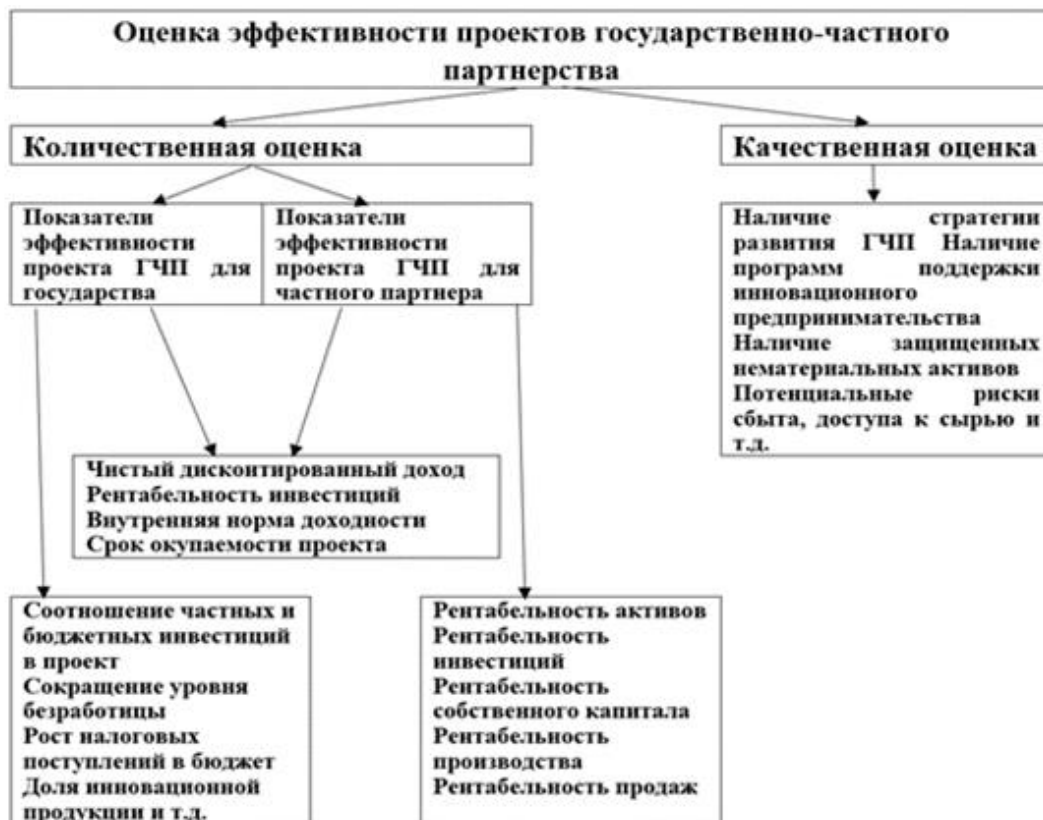 Оценка эффективности проектов государственно-частного
партнерства
Количественная оценка
Качественная оценка
Показатели
эффективности
проекта ГЧП для
государства
Показатели
эффективности
проекта ГЧП для
частного партнера
Наличие стратегии
развития ГЧП Наличие
программ поддержки
инновационного
предпринимательства
Наличие защищенных
нематериальных активов
Потенциальные риски
сбыта, доступа к сырью и
т.д.
Чистый дисконтированный доход
Рентабельность инвестиций
Внутренняя норма доходности
Срок окупаемости проекта
Соотношение частных и
бюджетных инвестиций
в проект
Сокращение уровня
безработицы
Рост налоговых
поступлений в бюджет
Доля инновационной
продукции и т.д.
Рентабельность активов
Рентабельность
инвестиций
Рентабельность
собственного капитала
Рентабельность
производства
Рентабельность продаж